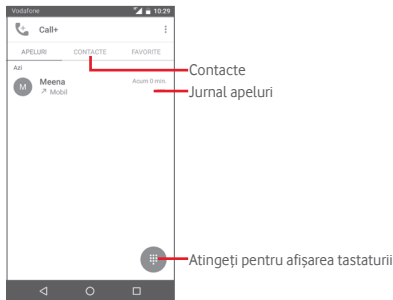 Vodafone 10:29
Call+
APELURI CONTACTE FAVORITE
Azi
M Meena Acum 0 min.
Mobil
Contacte
Jurnal apeluri
Atingeți pentru afișarea tastaturii